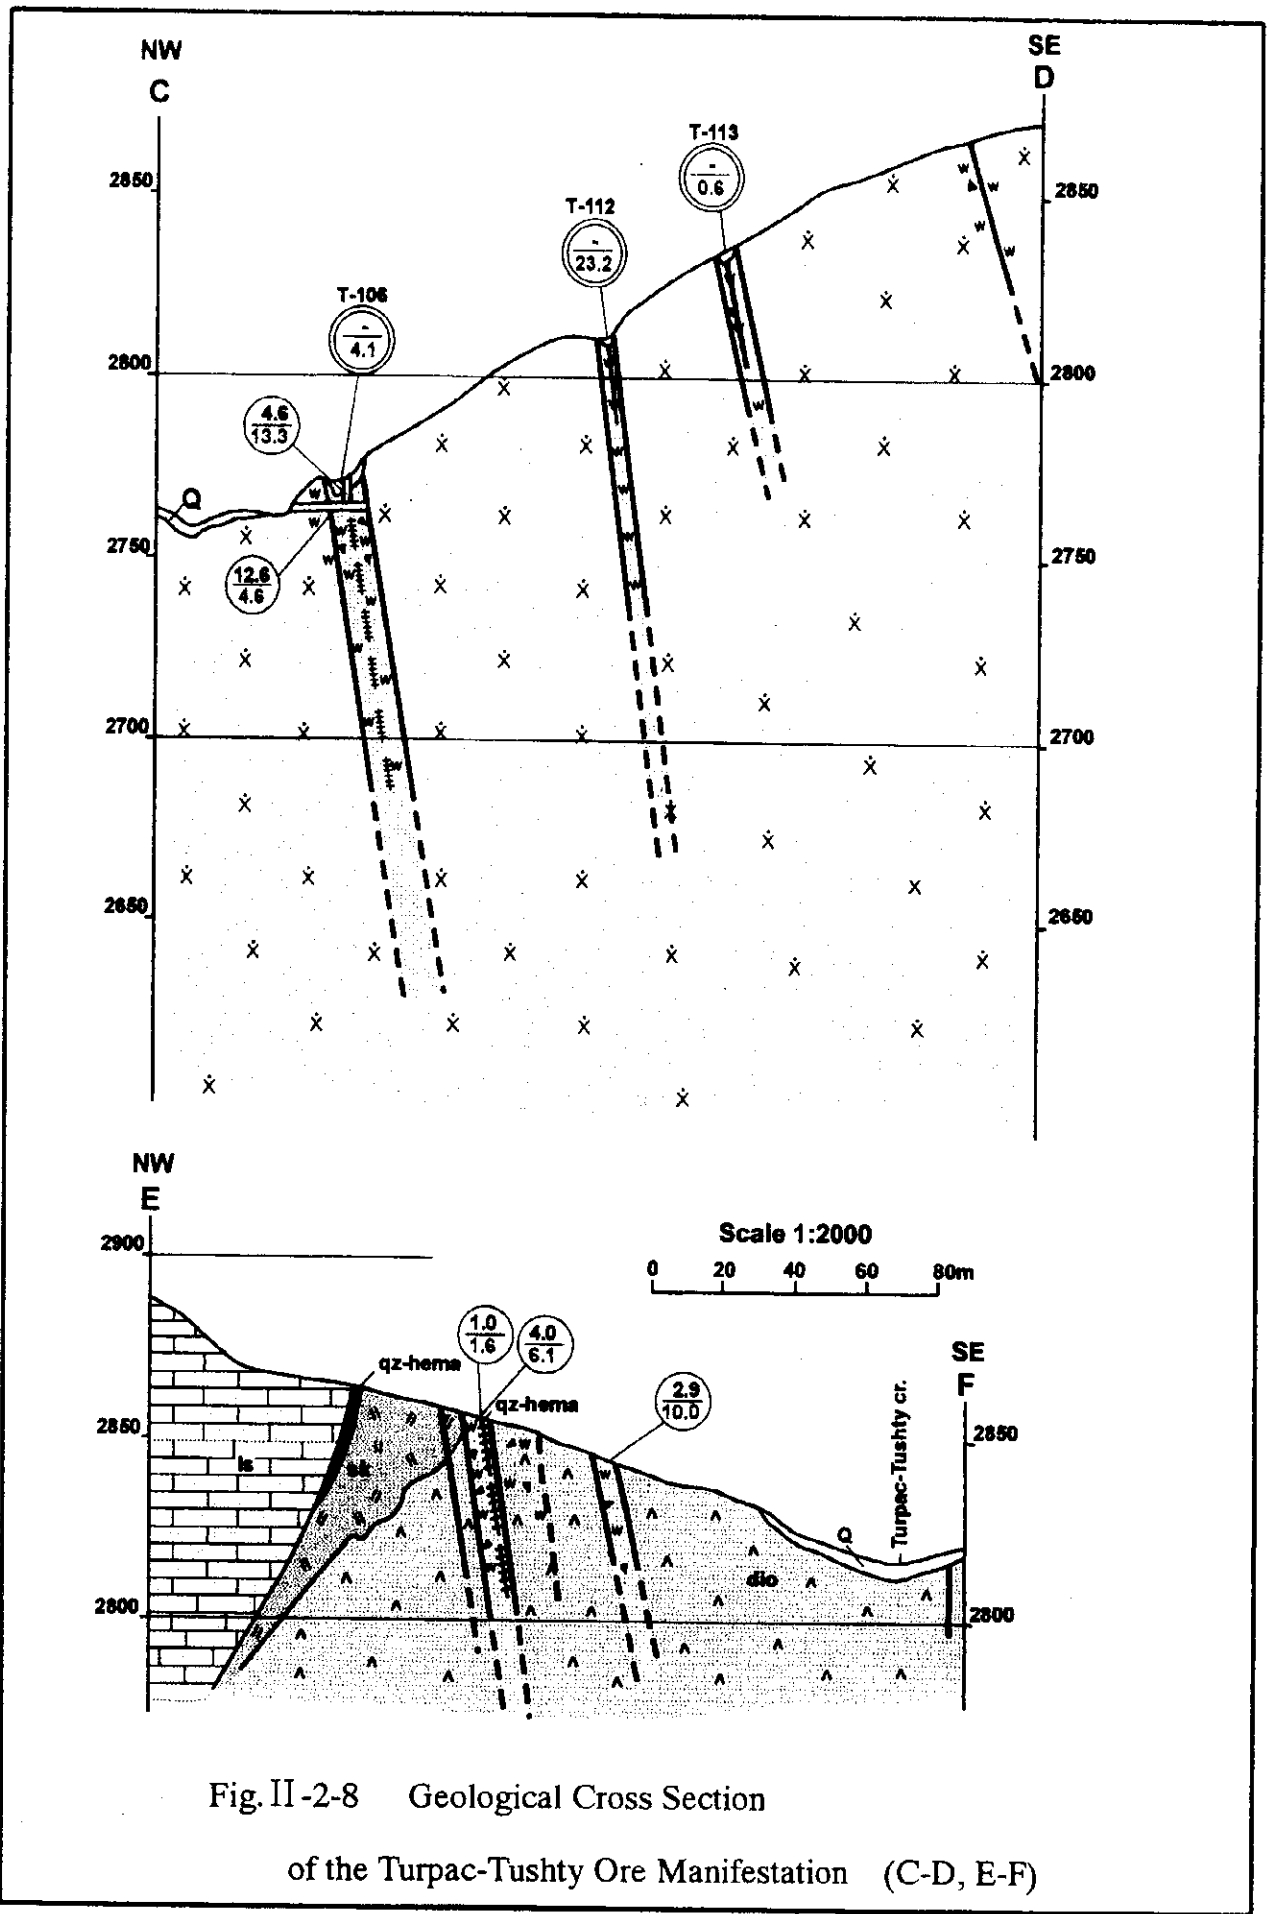 NW
C
SE
D
T-113
-
0.6
2850
2850
T-112
-
23.2
T-106
-
4.1
2800
2800
4.6
13.3
Q
2750
2750
12.6
4.6
2700
2700
2650
2650
NW
E
Scale 1:2000
2900
0 20 40 60 80m
1.0
1.6
4.0
6.1
SE
F
qz-hema
qz-hema
2.9
10.0
Turpac-Tushty cr.
2850
2850
ls
sk
Q
dio
2800
2800
Fig. II-2-8 Geological Cross Section
of the Turpac-Tushty Ore Manifestation (C-D, E-F)